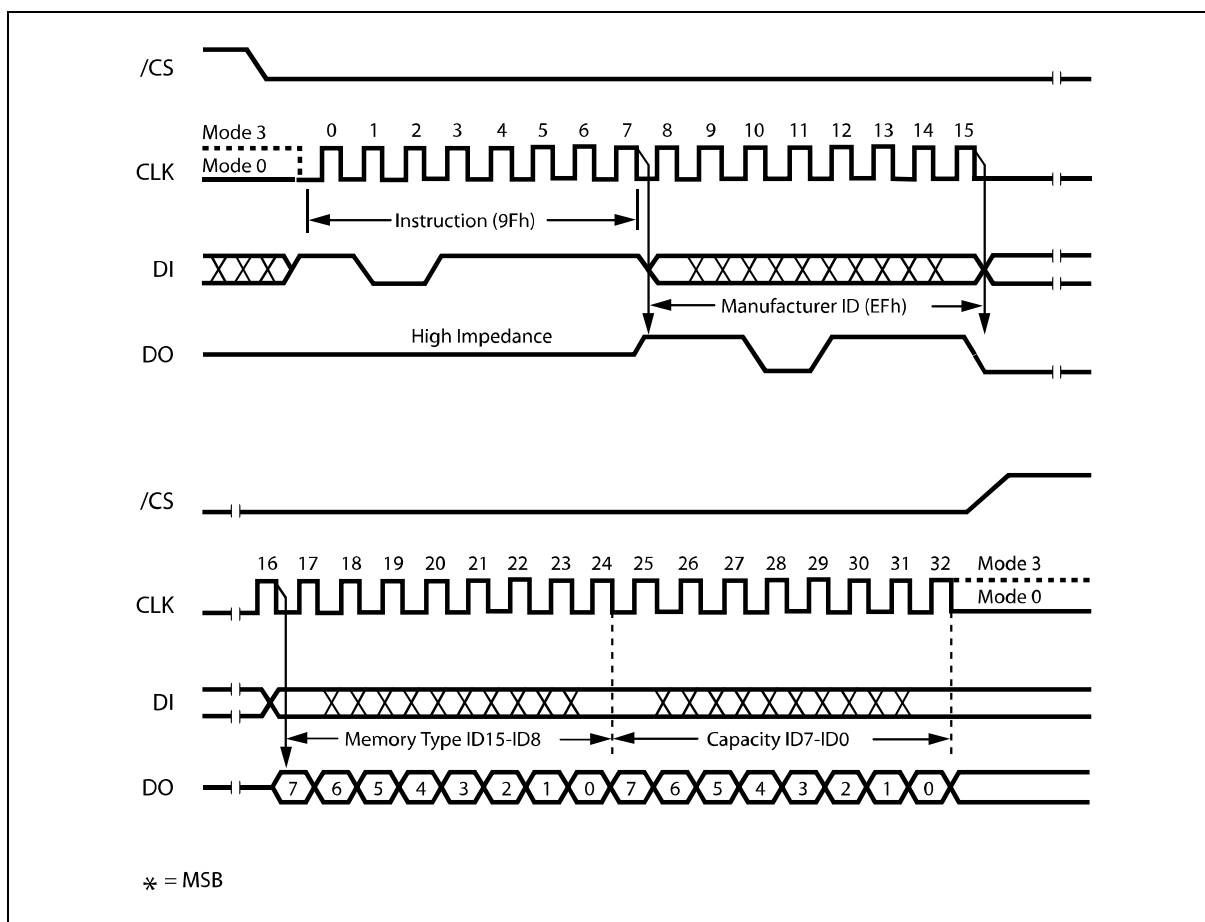 /CS
Mode 3
0 1 2 3 4 5 6 7 8 9 10 11 12 13 14 15
CLK
Mode 0
Instruction (9Fh)
DI
Manufacturer ID (EFh)
High Impedance
DO
/CS
16 17 18 19 20 21 22 23 24 25 26 27 28 29 30 31 32
Mode 3
CLK
Mode 0
DI
Memory Type ID15-ID8
Capacity ID7-ID0
DO
7 6 5 4 3 2 1 0 7 6 5 4 3 2 1 0
* = MSB